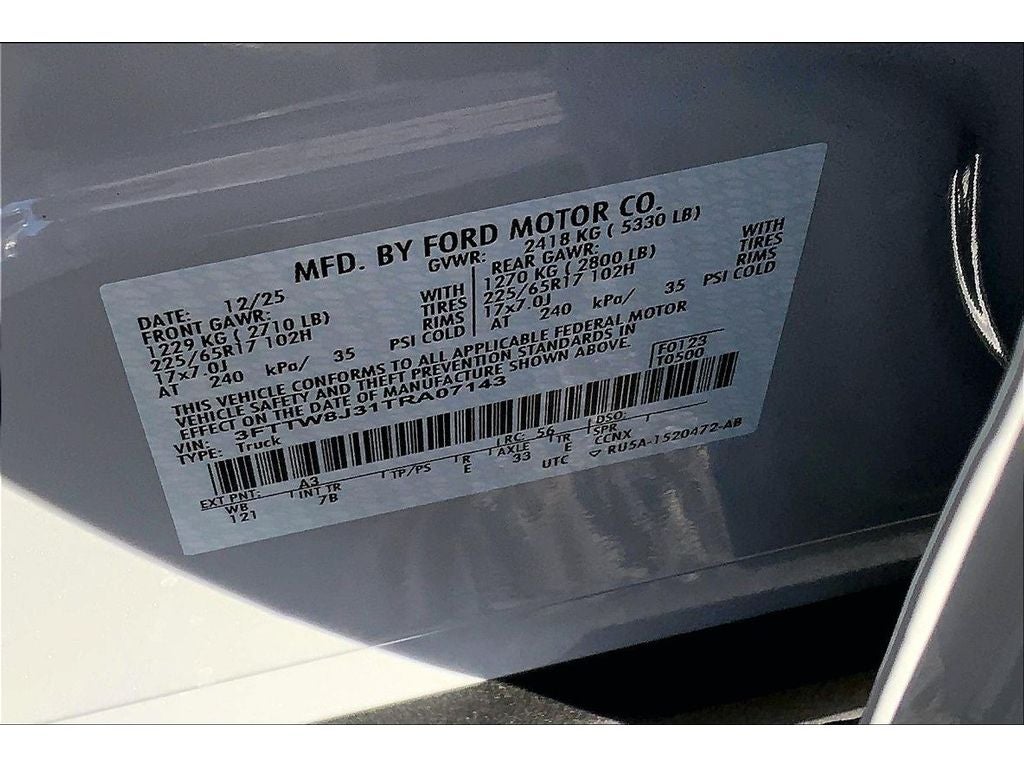 MFD. BY FORD MOTOR CO.
DATE: 12/25
GVWR: 2418 KG ( 5330 LB)
FRONT GAWR:
1229 KG ( 2710 LB)
225/65R17 102H
17x7.0J
AT 240 kPa/ 35 PSI COLD
WITH
TIRES
RIMS
REAR GAWR:
1270 KG ( 2800 LB)
225/65R17 102H
17x7.0J
AT 240 kPa/ 35 PSI COLD
WITH
TIRES
RIMS
THIS VEHICLE CONFORMS TO ALL APPLICABLE FEDERAL MOTOR
VEHICLE SAFETY AND THEFT PREVENTION STANDARDS IN
EFFECT ON THE DATE OF MANUFACTURE SHOWN ABOVE.
VIN: 3FTTW8J31TRA07143
TYPE: Truck
F0123
T0500
EXT PNT: A3 RC: 56 DSO:
WB INT TR TP/PS R AXLE TR SPR
121 7B E 33 E CCNX
UTC ▽ RU5A-1520472-AB